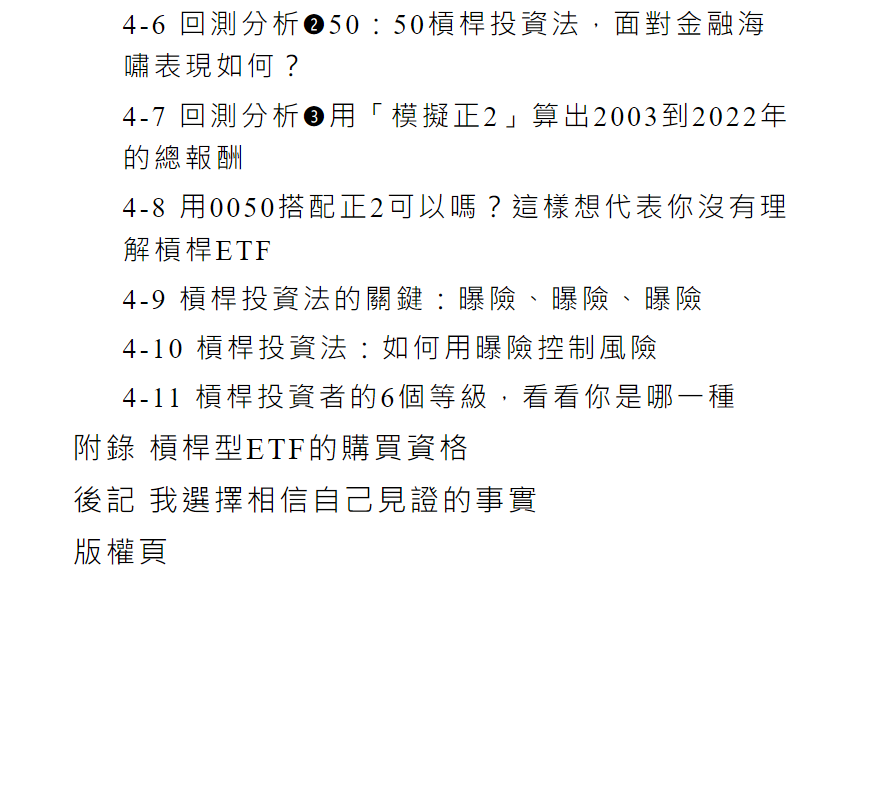 4-6 回測分析❷50：50槓桿投資法，面對金融海
嘯表現如何？
4-7 回測分析❸用「模擬正2」算出2003到2022年
的總報酬
4-8 用0050搭配正2可以嗎？這樣想代表你沒有理
解槓桿ETF
4-9 槓桿投資法的關鍵：曝險、曝險、曝險
4-10 槓桿投資法：如何用曝險控制風險
4-11 槓桿投資者的6個等級，看看你是哪一種
附錄 槓桿型ETF的購買資格
後記 我選擇相信自己見證的事實
版權頁